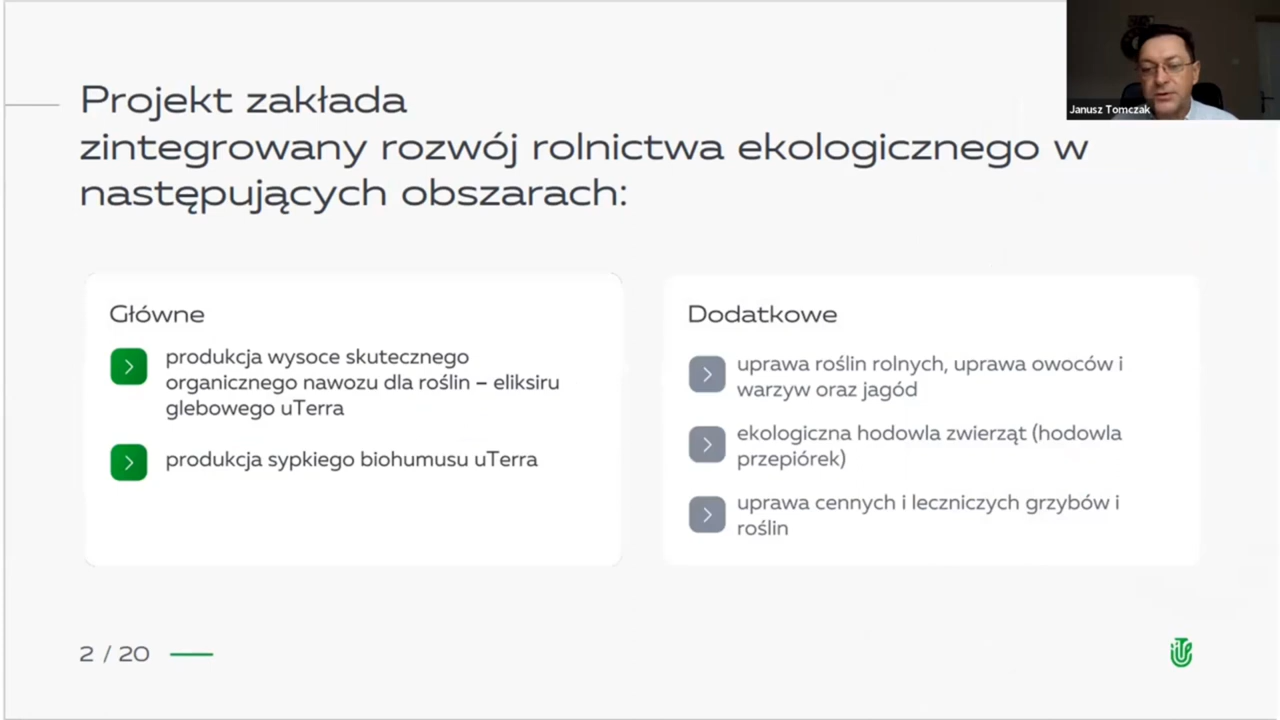 Janusz Tomczak
Projekt zakłada
zintegrowany rozwój rolnictwa ekologicznego w
następujących obszarach:
Główne
produkcja wysoce skutecznego
organicznego nawozu dla roślin – eliksiru
glebowego uTerra
produkcja sypkiego biohumusu uTerra
Dodatkowe
uprawa roślin rolnych, uprawa owoców i
warzyw oraz jagód
ekologiczna hodowla zwierząt (hodowla
przepiórek)
uprawa cennych i leczniczych grzybów i
roślin
2 / 20